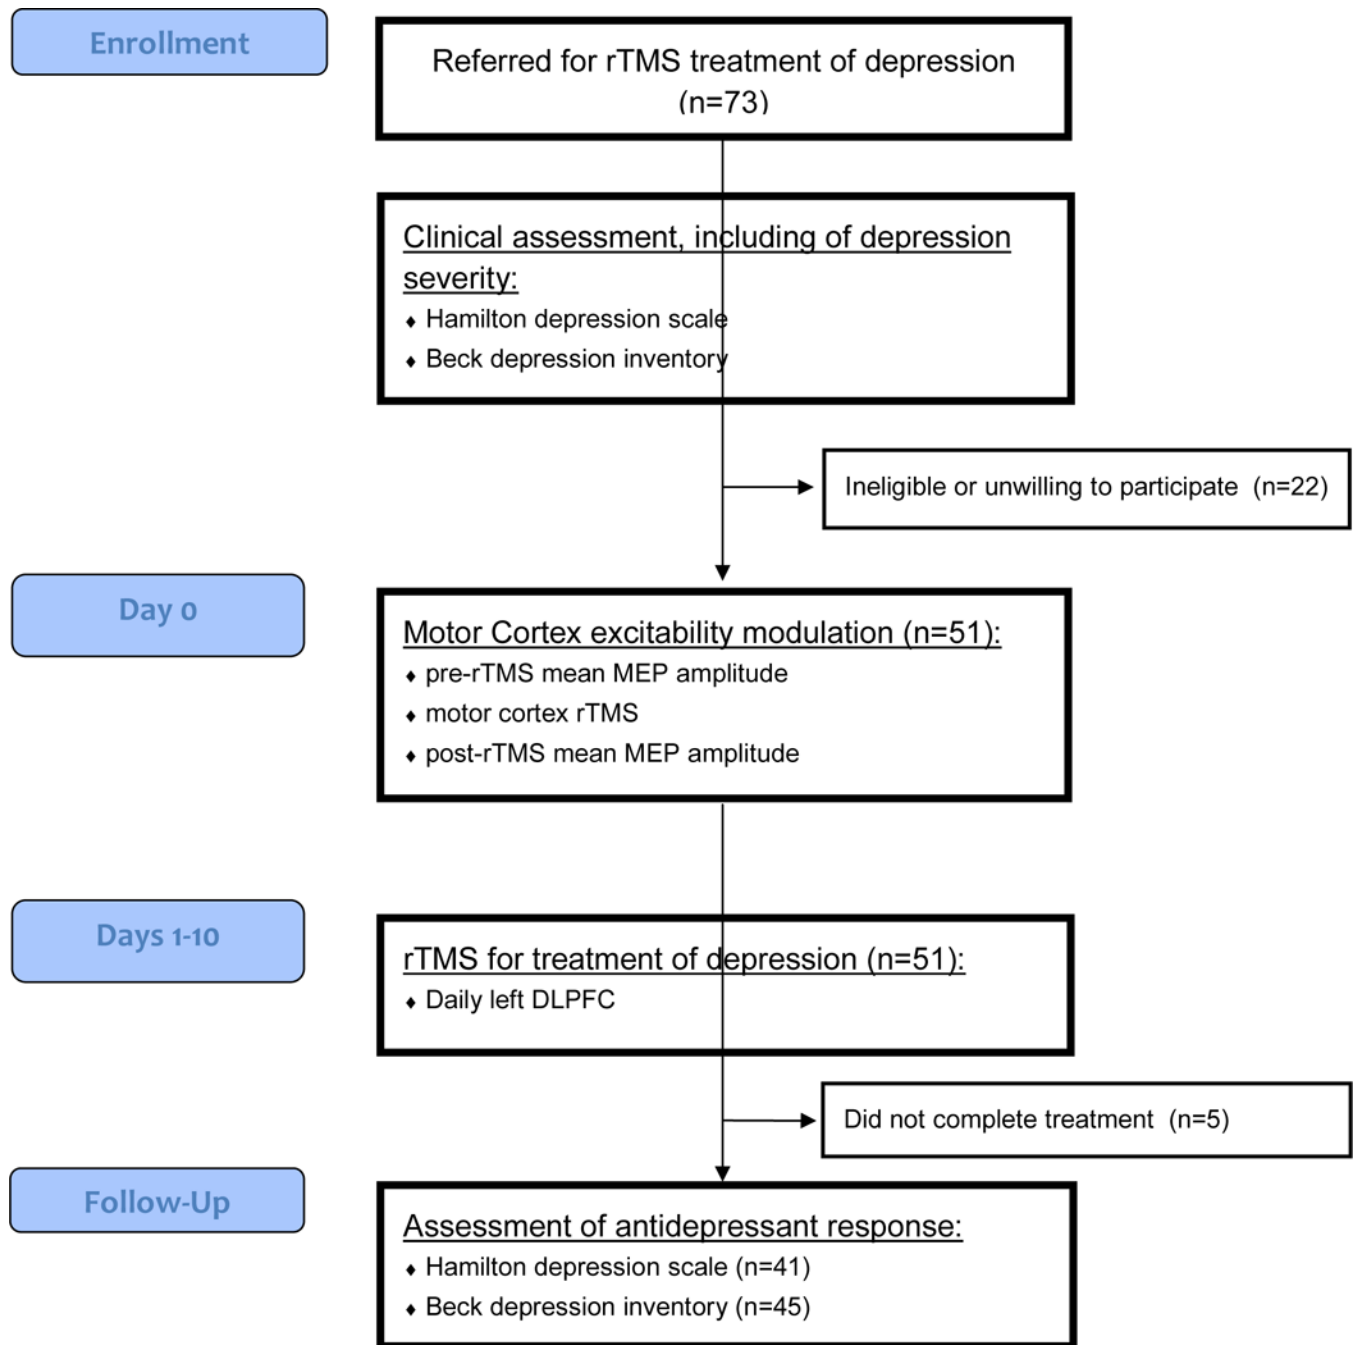 Enrollment
Referred for rTMS treatment of depression
(n=73)
Clinical assessment, including of depression
severity:
♦ Hamilton depression scale
♦ Beck depression inventory
Ineligible or unwilling to participate (n=22)
Day 0
Motor Cortex excitability modulation (n=51):
♦ pre-rTMS mean MEP amplitude
♦ motor cortex rTMS
♦ post-rTMS mean MEP amplitude
Days 1-10
rTMS for treatment of depression (n=51):
♦ Daily left DLPFC
Did not complete treatment (n=5)
Follow-Up
Assessment of antidepressant response:
♦ Hamilton depression scale (n=41)
♦ Beck depression inventory (n=45)